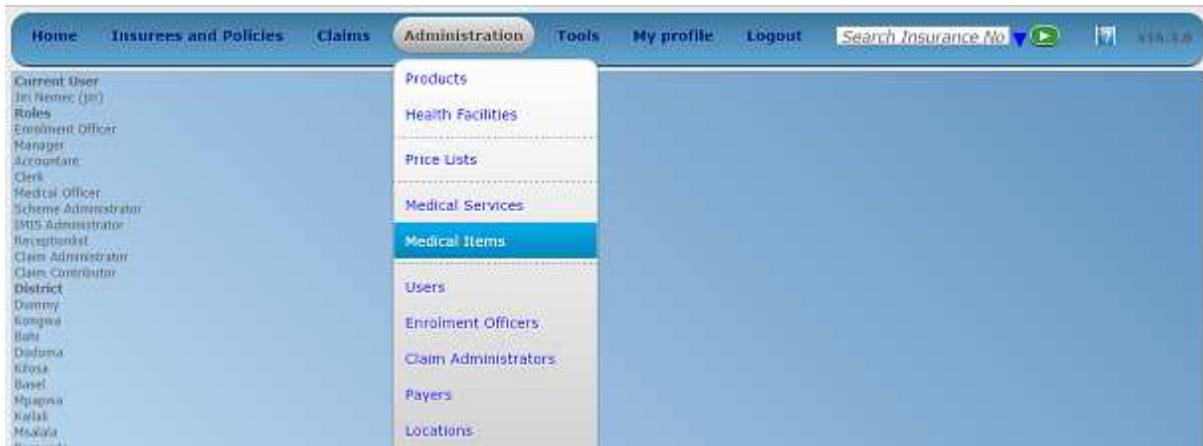 Home Insurees and Policies Claims Administration Tools My profile Logout Search Insurance No
Current User
Jiri Nemec (jiri)
Roles
Enrolment Officer
Manager
Accountant
Clerk
Medical Officer
Scheme Administrator
IMIS Administrator
Receptionist
Claim Administrator
Claim Contributor
District
Dummy
Kongwa
Bahi
Dodoma
Kilosa
Basel
Mpapwa
Kailali
Msalala
Products
Health Facilities
Price Lists
Medical Services
Medical Items
Users
Enrolment Officers
Claim Administrators
Payers
Locations